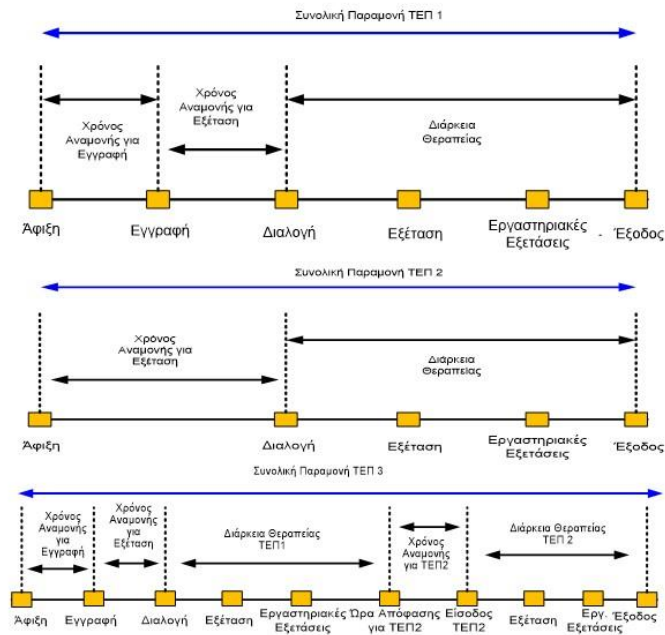 Συνολική Παραμονή ΤΕΠ 1
Χρόνος
Αναμονής για
Εγγραφή
Χρόνος
Αναμονής για
Εξέταση
Διάρκεια
Θεραπείας
Άφιξη
Εγγραφή
Διαλογή
Εξέταση
Εργαστηριακές
Εξετάσεις
- Έξοδος
Συνολική Παραμονή ΤΕΠ 2
Χρόνος
Αναμονής για
Εξέταση
Διάρκεια
Θεραπείας
Άφιξη
Διαλογή
Εξέταση
Εργαστηριακές
Εξετάσεις
Έξοδος
Συνολική Παραμονή ΤΕΠ 3
Χρόνος
Αναμονής
για
Εγγραφή
Χρόνος
Αναμονής
για
Εξέταση
Διάρκεια Θεραπείας
ΤΕΠ1
Χρόνος
Αναμονής
για ΤΕΠ2
Διάρκεια Θεραπείας
ΤΕΠ 2
Άφιξη
Εγγραφή
Διαλογή
Εξέταση
Εργαστηριακές
Εξετάσεις
Ώρα Απόφασης
για ΤΕΠ2
Είσοδος
ΤΕΠ2
Εξέταση
Εργ.
Εξετάσεις
Έξοδος